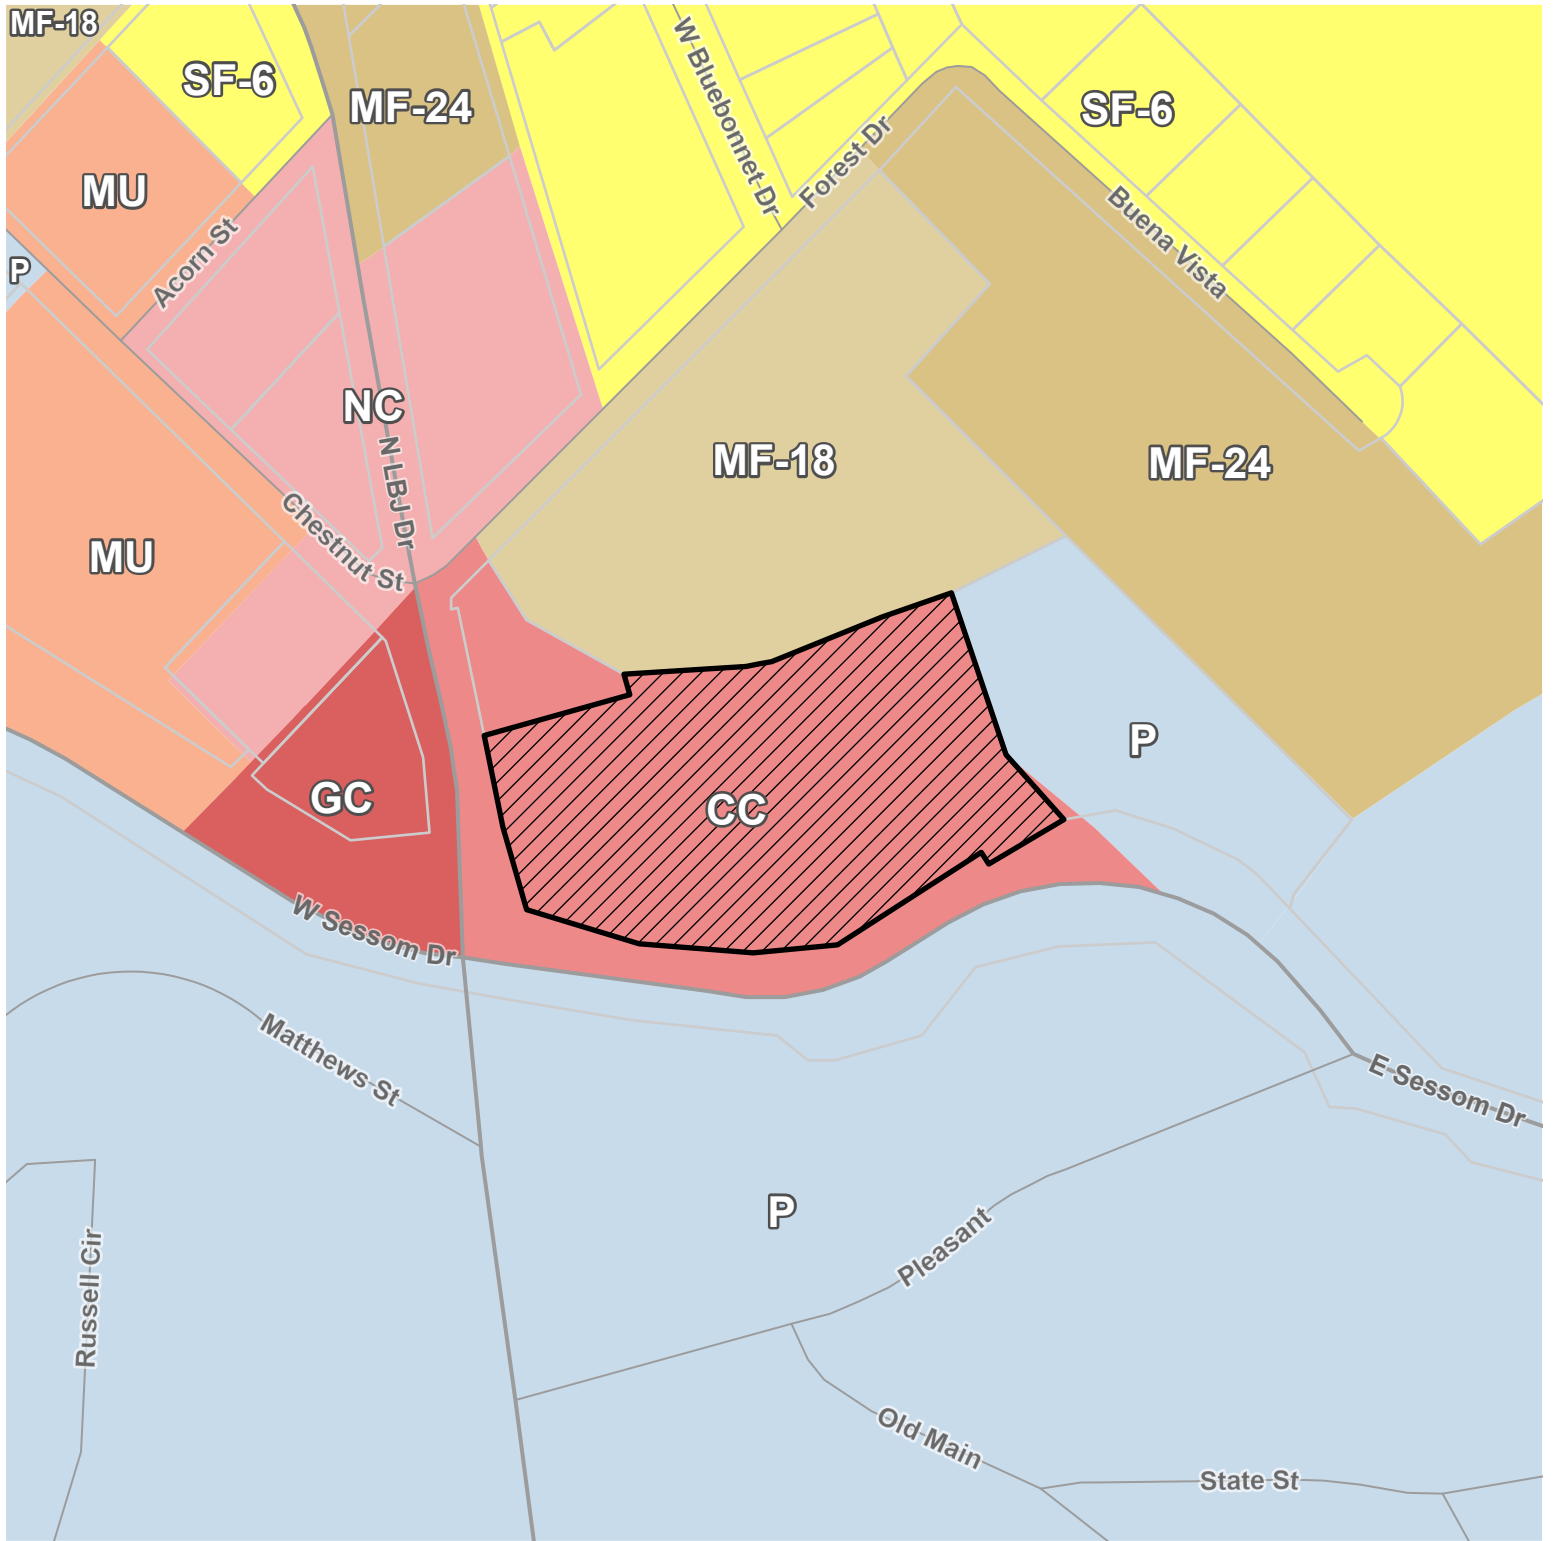 MF-18
SF-6
MF-24
W Bluebonnet Dr
SF-6
Forest Dr
MU
Acorn St
Buena Vista
P
NC
N LBJ Dr
MF-18
MF-24
Chestnut St
MU
P
GC
CC
W Sessom Dr
Matthews St
E Sessom Dr
P
Pleasant
Russell Cir
Old Main
State St